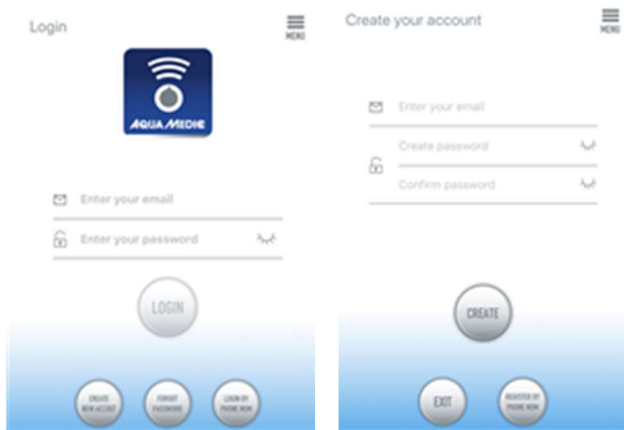 Login
MENU
AQUA MEDIC
Enter your email
Enter your password
LOGIN
CREATE
NEW ACCOUNT
FORGOT
PASSWORD
LOGIN BY
PHONE NUM
Create your account
MENU
Enter your email
Create password
Confirm password
CREATE
EXIT
REGISTER BY
PHONE NUM